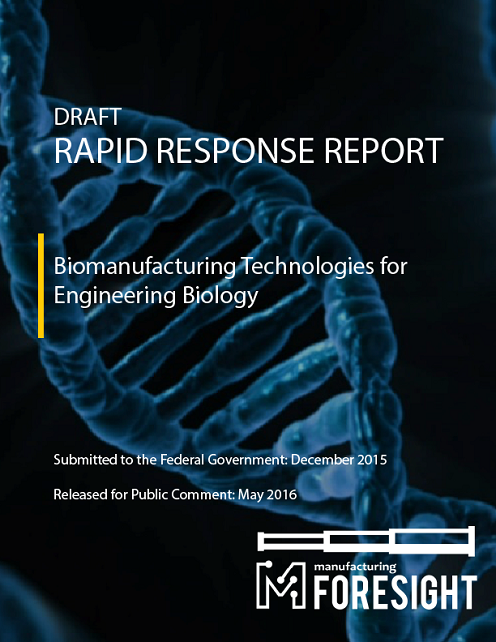 DRAFT
RAPID RESPONSE REPORT
Biomanufacturing Technologies for
Engineering Biology
Submitted to the Federal Government: December 2015
Released for Public Comment: May 2016
manufacturing
FORESIGHT